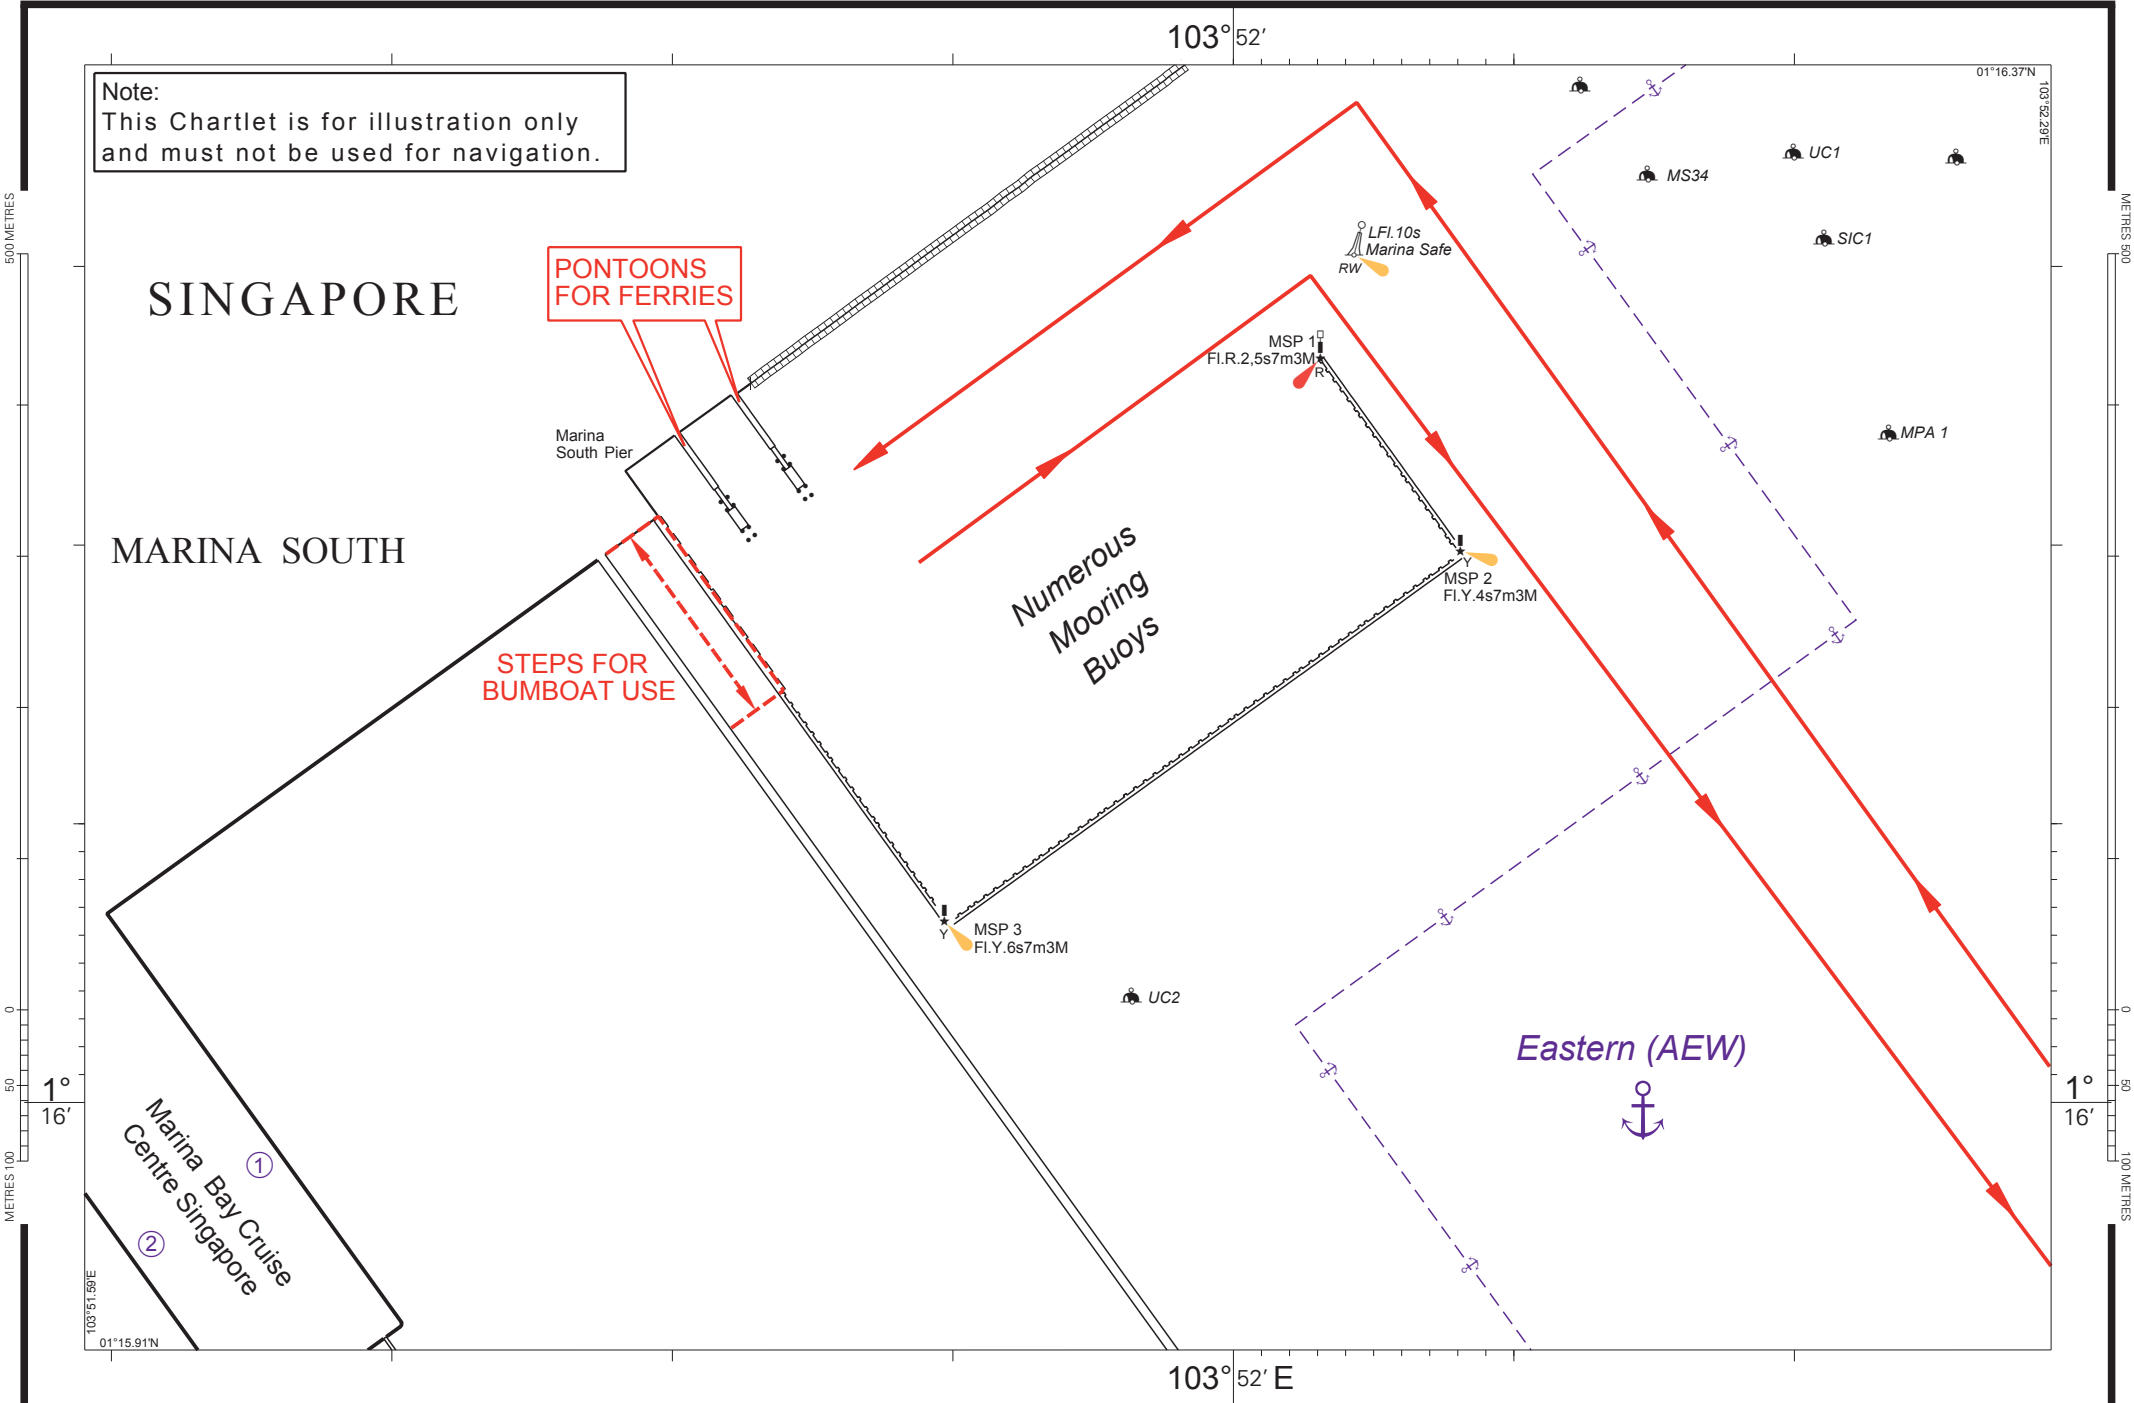 103°52′
Note:
This Chartlet is for illustration only
and must not be used for navigation.
01°16.37'N
103°52.29'E
UC1
MS34
SIC1
LFl.10s
Marina Safe
RW
500 METRES
METRES 500
PONTOONS
FOR FERRIES
SINGAPORE
MSP 1
Fl.R.2,5s7m3M
R
Marina
South Pier
MPA 1
MARINA SOUTH
Numerous
Mooring
Buoys
Y
MSP 2
Fl.Y.4s7m3M
STEPS FOR
BUMBOAT USE
Y
MSP 3
Fl.Y.6s7m3M
UC2
Eastern (AEW)
0
50
METRES 100
0
50
100 METRES
1°
16′
1°
16′
Marina Bay Cruise
Centre Singapore
1
2
103°51.59'E
01°15.91'N
103°52′ E